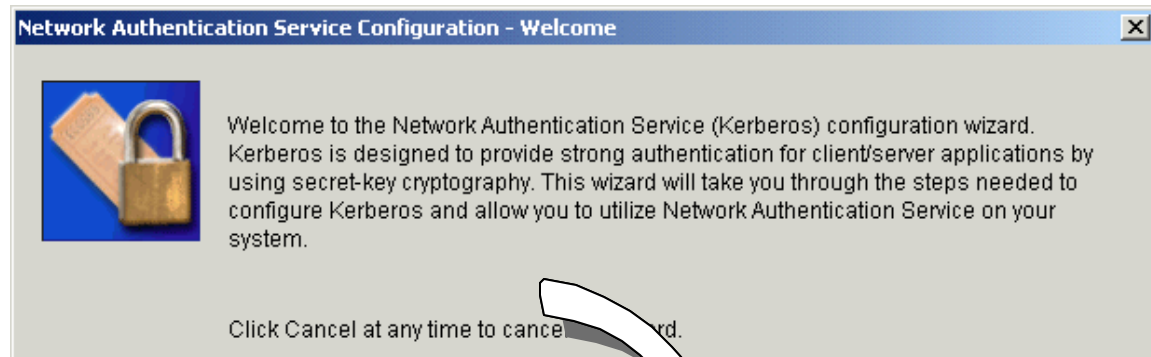 Network Authentication Service Configuration - Welcome
Welcome to the Network Authentication Service (Kerberos) configuration wizard.
Kerberos is designed to provide strong authentication for client/server applications by
using secret-key cryptography. This wizard will take you through the steps needed to
configure Kerberos and allow you to utilize Network Authentication Service on your
system.
Click Cancel at any time to